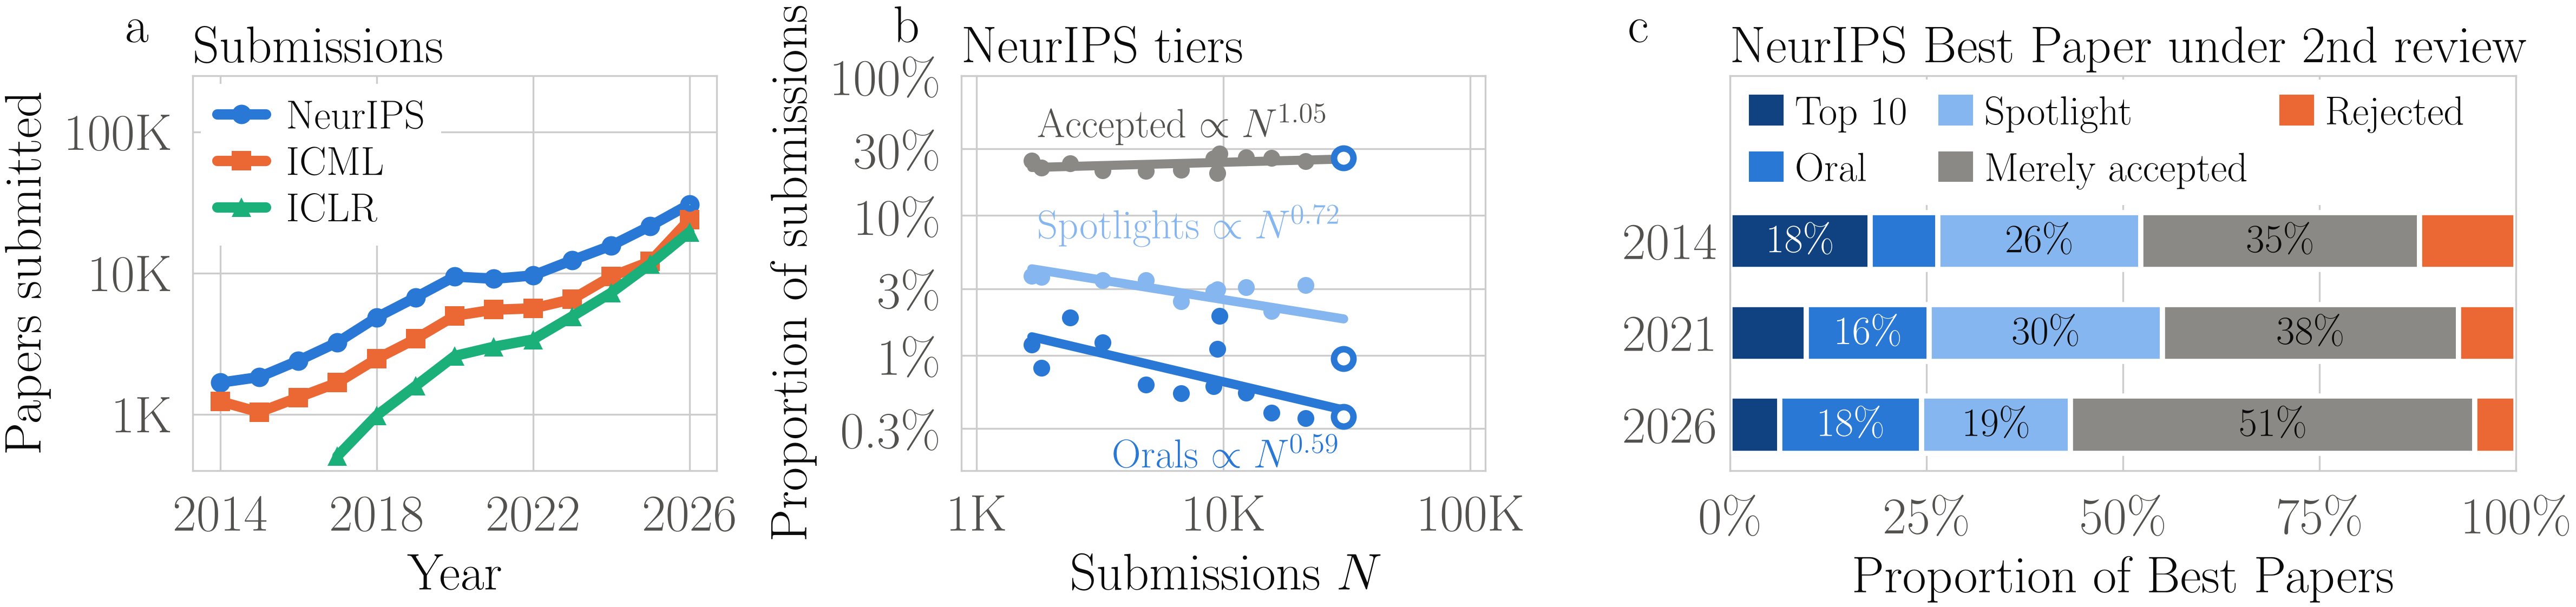 a
Submissions
Papers submitted
100K
10K
1K
NeurIPS
ICML
ICLR
2014 2018 2022 2026
Year
b
NeurIPS tiers
Proportion of submissions
100%
30%
10%
3%
1%
0.3%
Accepted ∝ N^1.05
Spotlights ∝ N^0.72
Orals ∝ N^0.59
1K 10K 100K
Submissions N
c
NeurIPS Best Paper under 2nd review
Top 10 Spotlight Rejected
Oral Merely accepted
2014 18% 26% 35%
2021 16% 30% 38%
2026 18% 19% 51%
0% 25% 50% 75% 100%
Proportion of Best Papers